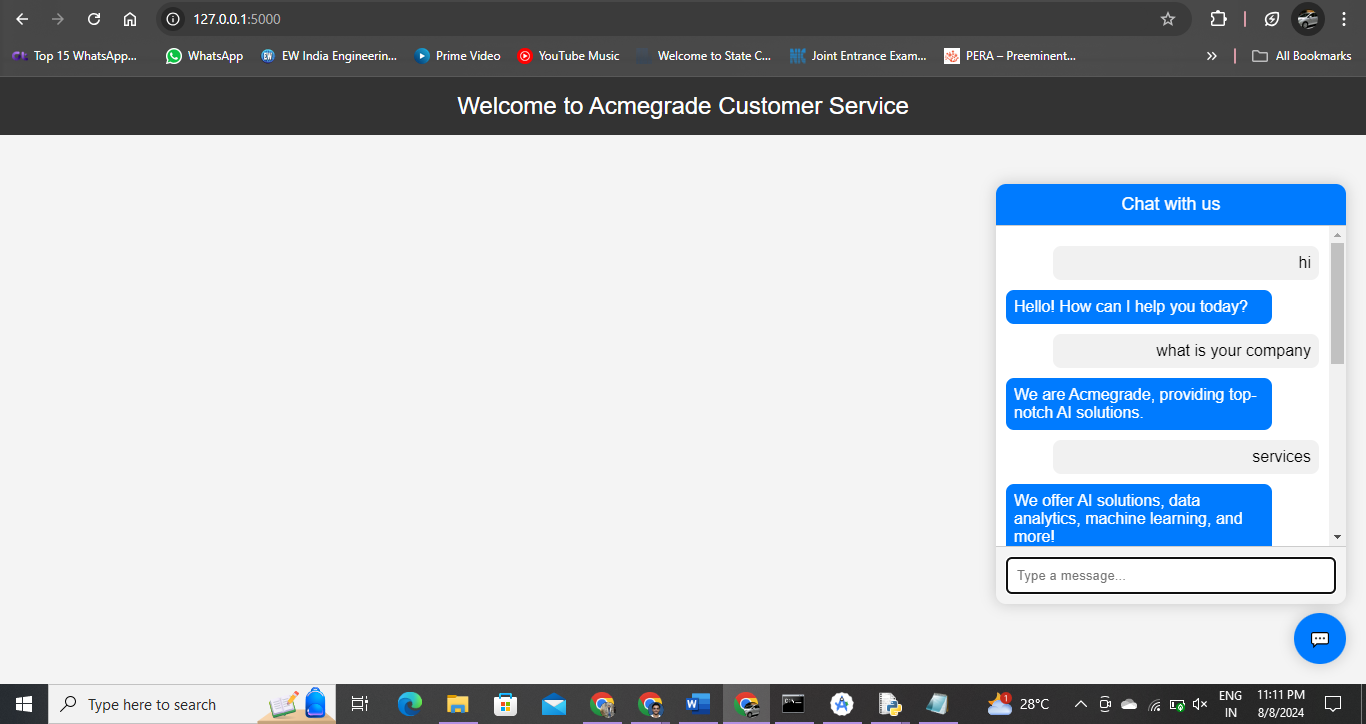 127.0.0.1:5000
Top 15 WhatsApp...
WhatsApp
EW India Engineerin...
Prime Video
YouTube Music
Welcome to State C...
Joint Entrance Exam...
PERA – Preeminent...
»
All Bookmarks
Welcome to Acmegrade Customer Service
Chat with us
hi
Hello! How can I help you today?
what is your company
We are Acmegrade, providing top-
notch AI solutions.
services
We offer AI solutions, data
analytics, machine learning, and
more!
Type a message...
Type here to search
1
28°C
ENG
IN
11:11 PM
8/8/2024